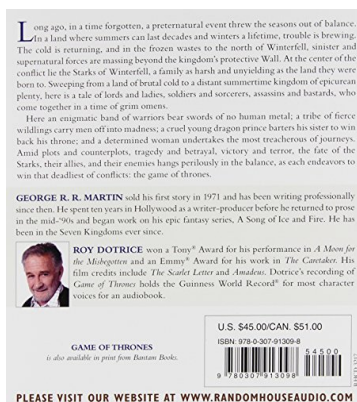 Long ago, in a time forgotten, a preternatural event threw the seasons out of balance.
In a land where summers can last decades and winters a lifetime, trouble is brewing.
The cold is returning, and in the frozen wastes to the north of Winterfell, sinister and
supernatural forces are massing beyond the kingdom's protective Wall. At the center of the
conflict lie the Starks of Winterfell, a family as harsh and unyielding as the land they were
born to. Sweeping from a land of brutal cold to a distant summertime kingdom of epicurean
plenty, here is a tale of lords and ladies, soldiers and sorcerers, assassins and bastards, who
come together in a time of grim omens.
Here an enigmatic band of warriors bear swords of no human metal; a tribe of fierce
wildlings carry men off into madness; a cruel young dragon prince barters his sister to win
back his throne; and a determined woman undertakes the most treacherous of journeys.
Amid plots and counterplots, tragedy and betrayal, victory and terror, the fate of the
Starks, their allies, and their enemies hangs perilously in the balance, as each endeavors to
win that deadliest of conflicts: the game of thrones.
GEORGE R. R. MARTIN sold his first story in 1971 and has been writing professionally
since then. He spent ten years in Hollywood as a writer-producer before he returned to prose
in the mid-'90s and began work on his epic fantasy series, A Song of Ice and Fire. He has
been in the Seven Kingdoms ever since.
ROY DOTRICE won a Tony® Award for his performance in A Moon for
the Misbegotten and an Emmy® Award for his work in The Caretaker. His
film credits include The Scarlet Letter and Amadeus. Dotrice's recording of
Game of Thrones holds the Guinness World Record® for most character
voices for an audiobook.
GAME OF THRONES
is also available in print from Bantam Books.
U.S. $45.00/CAN. $51.00
ISBN: 978-0-307-91309-8
54500
9 780307 913098
PLEASE VISIT OUR WEBSITE AT WWW.RANDOMHOUSEAUDIO.COM